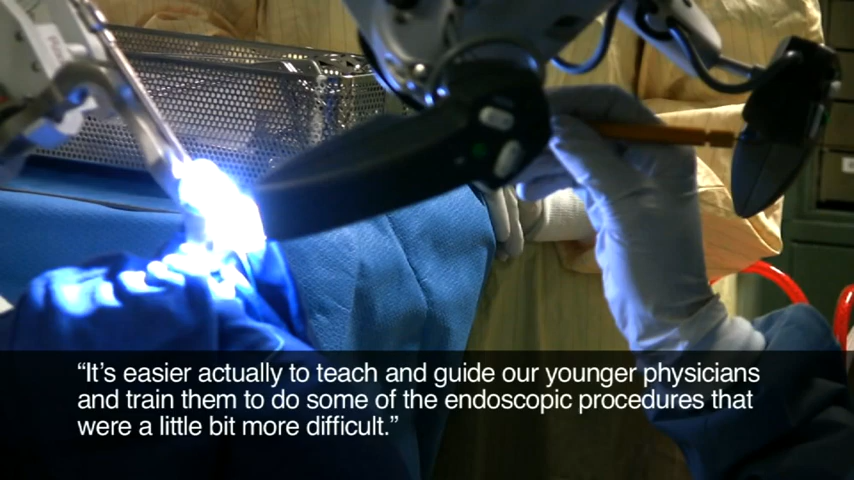 “It’s easier actually to teach and guide our younger physicians
and train them to do some of the endoscopic procedures that
were a little bit more difficult.”